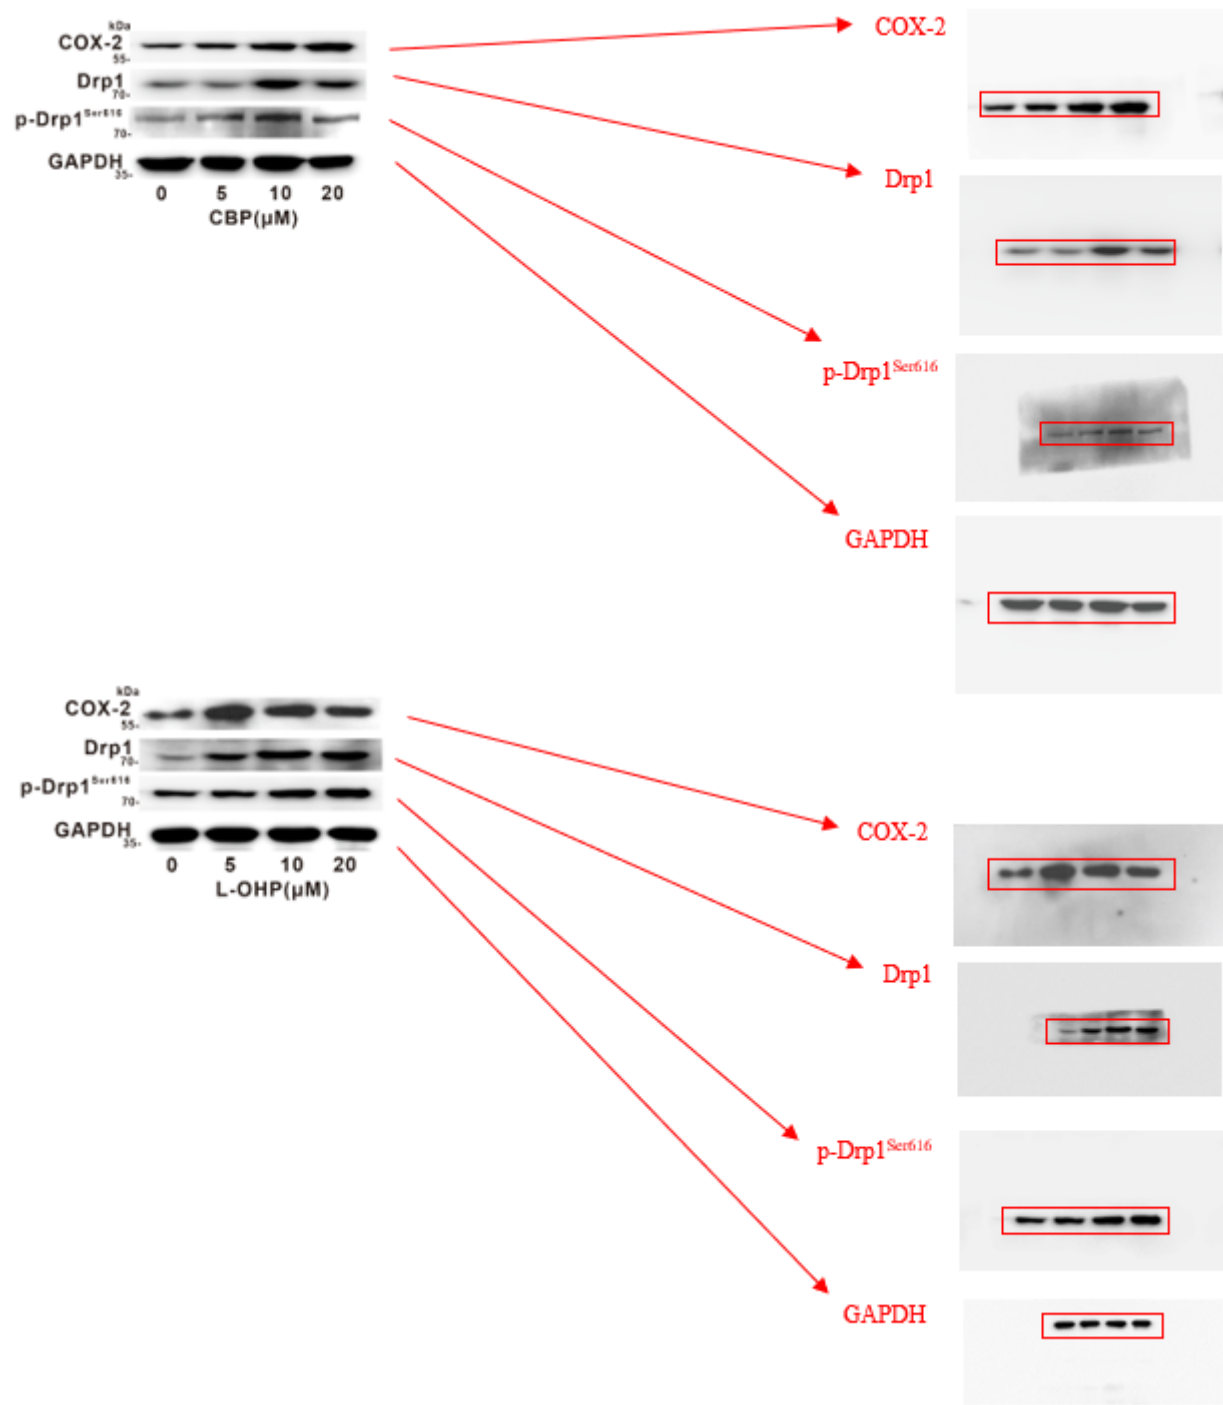 kDa
COX-2
55-
Drp1
70-
p-Drp1Ser616
70-
GAPDH
35-
0 5 10 20
CBP(μM)
COX-2
Drp1
p-Drp1Ser616
GAPDH
kDa
COX-2
55-
Drp1
70-
p-Drp1Ser616
70-
GAPDH
35-
0 5 10 20
L-OHP(μM)
COX-2
Drp1
p-Drp1Ser616
GAPDH